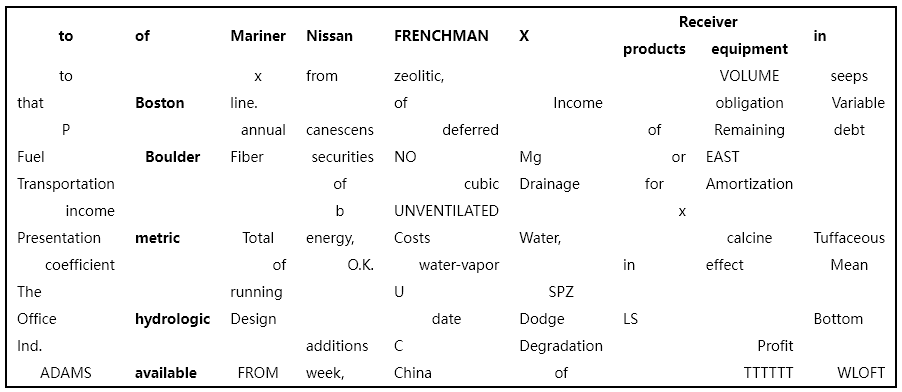 Receiver
to of Mariner Nissan FRENCHMAN X in
products equipment
to x from zeolitic, VOLUME seeps
that Boston line. of Income obligation Variable
P annual canescens deferred of Remaining debt
Fuel Boulder Fiber securities NO Mg or EAST
Transportation of cubic Drainage for Amortization
income b UNVENTILATED x
Presentation metric Total energy, Costs Water, calcine Tuffaceous
coefficient of O.K. water-vapor in effect Mean
The running U SPZ
Office hydrologic Design date Dodge LS Bottom
Ind. additions C Degradation Profit
ADAMS available FROM week, China of TTTTTT WLOFT